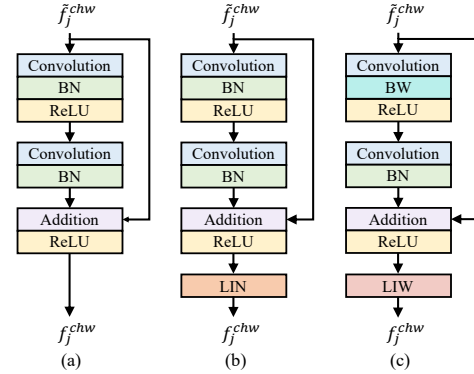 f̃_j^{chw} f̃_j^{chw} f̃_j^{chw}
Convolution Convolution Convolution
BN BN BW
ReLU ReLU ReLU
Convolution Convolution Convolution
BN BN BN
Addition Addition Addition
ReLU ReLU ReLU
LIN LIW
f_j^{chw} f_j^{chw} f_j^{chw}
(a) (b) (c)